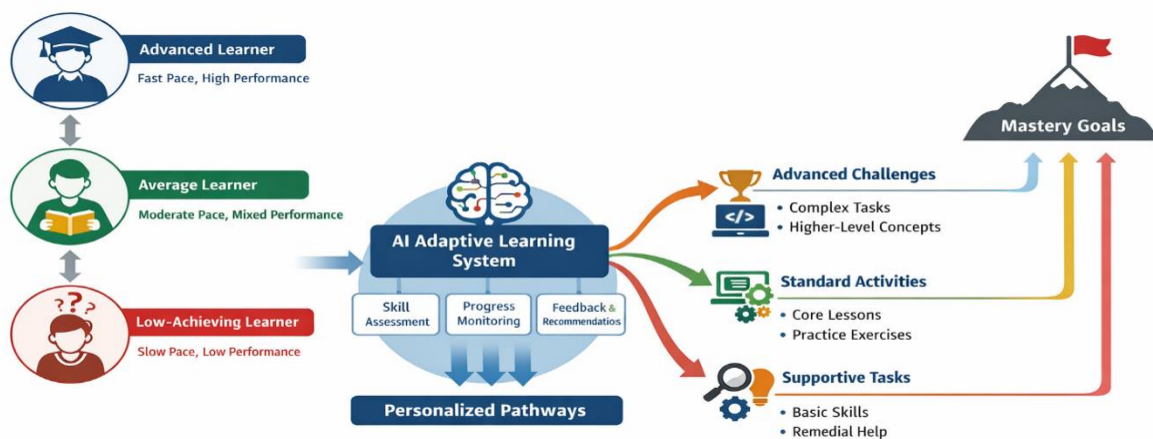 Advanced Learner
Fast Pace, High Performance
Average Learner
Moderate Pace, Mixed Performance
???
Low-Achieving Learner
Slow Pace, Low Performance
AI Adaptive Learning
System
Skill
Assessment
Progress
Monitoring
Feedback &
Recommendatios
Personalized Pathways
</>
Advanced Challenges
• Complex Tasks
• Higher-Level Concepts
Standard Activities
• Core Lessons
• Practice Exercises
Supportive Tasks
• Basic Skills
• Remedial Help
Mastery Goals